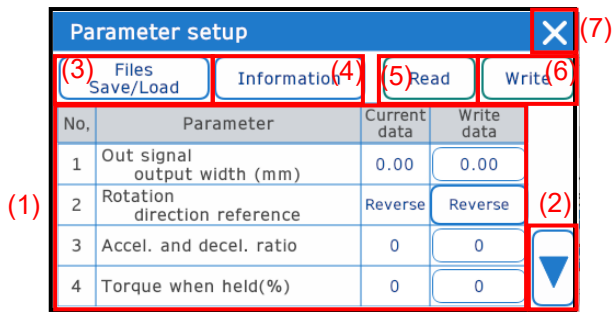 Parameter setup
(7)
(3)
Files
Save/Load
Information
(4)
(5)
Read
Write
(6)
No,
Parameter
Current
data
Write
data
1
Out signal
output width (mm)
0.00
0.00
(1)
2
Rotation
direction reference
Reverse
Reverse
(2)
3
Accel. and decel. ratio
0
0
4
Torque when held(%)
0
0